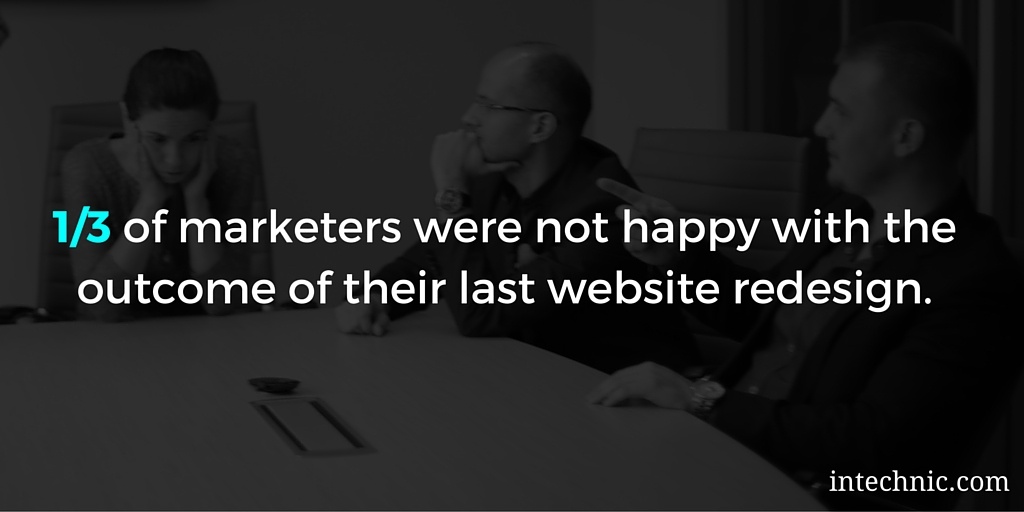 1/3 of marketers were not happy with the
outcome of their last website redesign.
intechnic.com